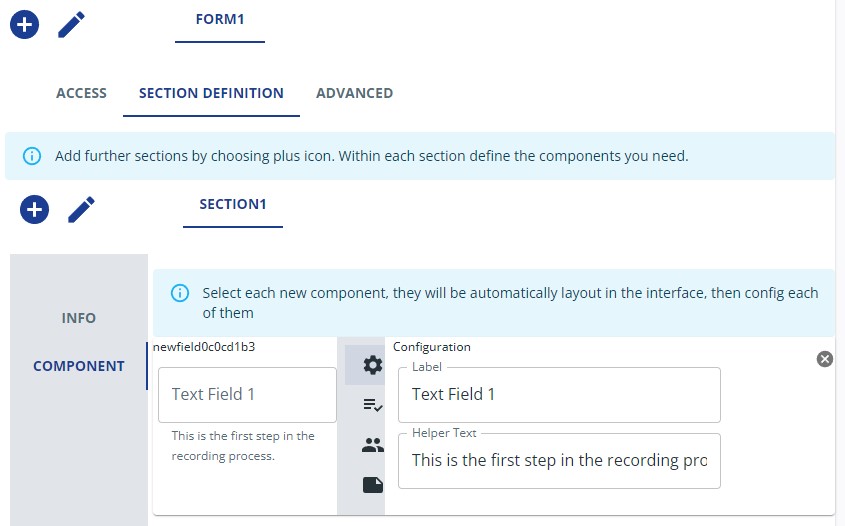 FORM1
ACCESS SECTION DEFINITION ADVANCED
Add further sections by choosing plus icon. Within each section define the components you need.
SECTION1
INFO
COMPONENT
Select each new component, they will be automatically layout in the interface, then config each
of them
newfield0c0cd1b3
Text Field 1
This is the first step in the
recording process.
Configuration
Label
Text Field 1
Helper Text
This is the first step in the recording pro